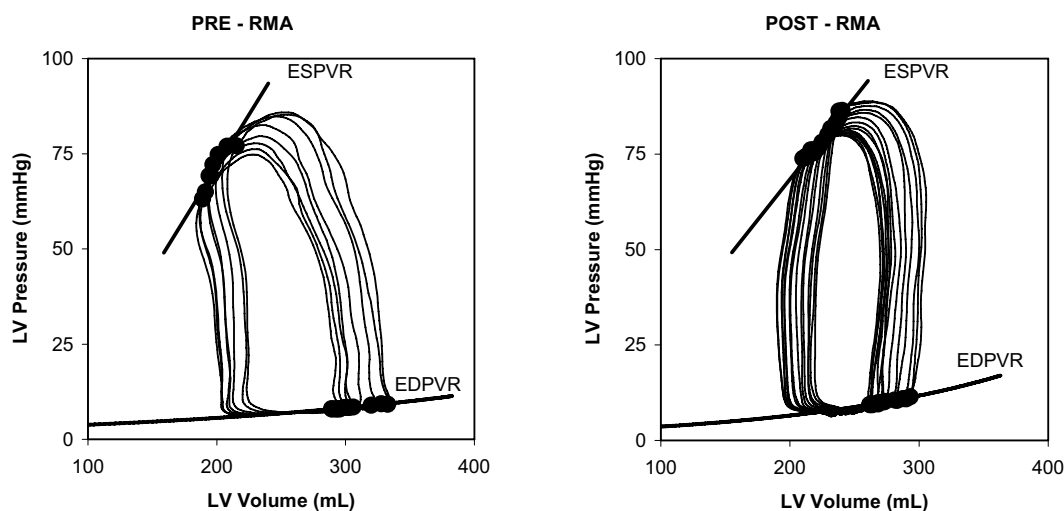 PRE - RMA
100
75
50
25
0
LV Pressure (mmHg)
ESPVR
EDPVR
100 200 300 400
LV Volume (mL)
POST - RMA
100
75
50
25
0
LV Pressure (mmHg)
ESPVR
EDPVR
100 200 300 400
LV Volume (mL)